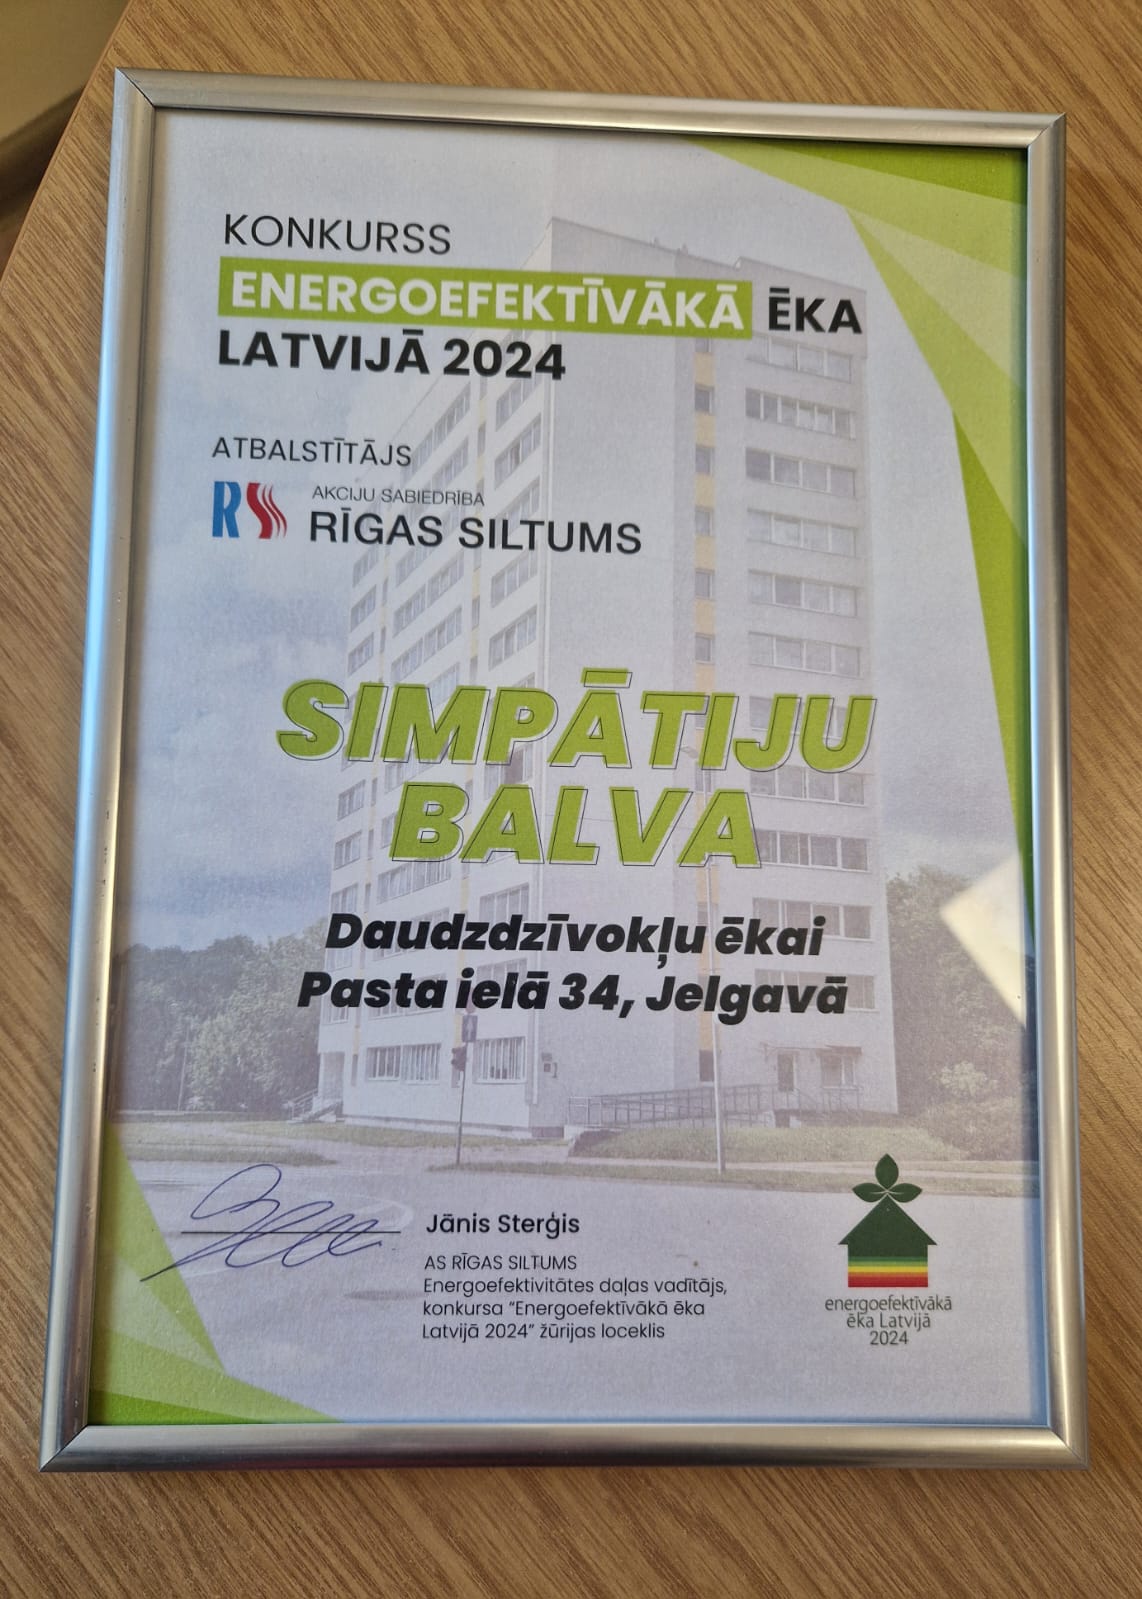 KONKURSS
ENERGOEFEKTĪVĀKĀ ĒKA
LATVIJĀ 2024
ATBALSTĪTĀJS
RS AKCIJU SABIEDRĪBA
RĪGAS SILTUMS
SIMPĀTIJU
BALVA
Daudzdzīvokļu ēkai
Pasta ielā 34, Jelgavā
Jānis Sterģis
AS RĪGAS SILTUMS
Energoefektivitātes daļas vadītājs,
konkursa "Energoefektīvākā ēka
Latvijā 2024" žūrijas loceklis
energoefektīvākā
ēka Latvijā
2024